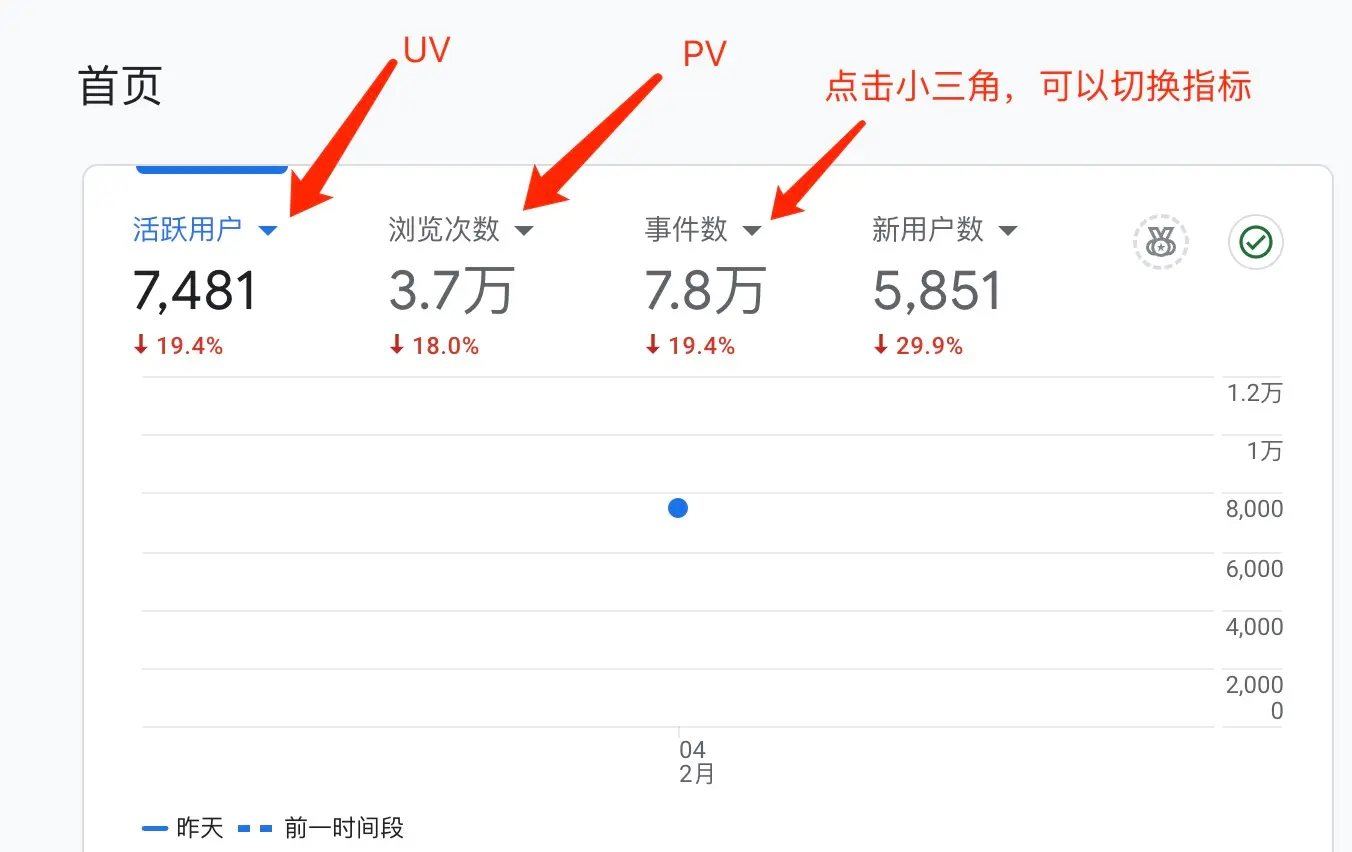 UV
PV
首页
点击小三角，可以切换指标
活跃用户
浏览次数
事件数
新用户数
7,481
3.7万
7.8万
5,851
19.4%
18.0%
19.4%
29.9%
1.2万
1万
8,000
6,000
4,000
2,000
0
04
2月
昨天
前一时间段